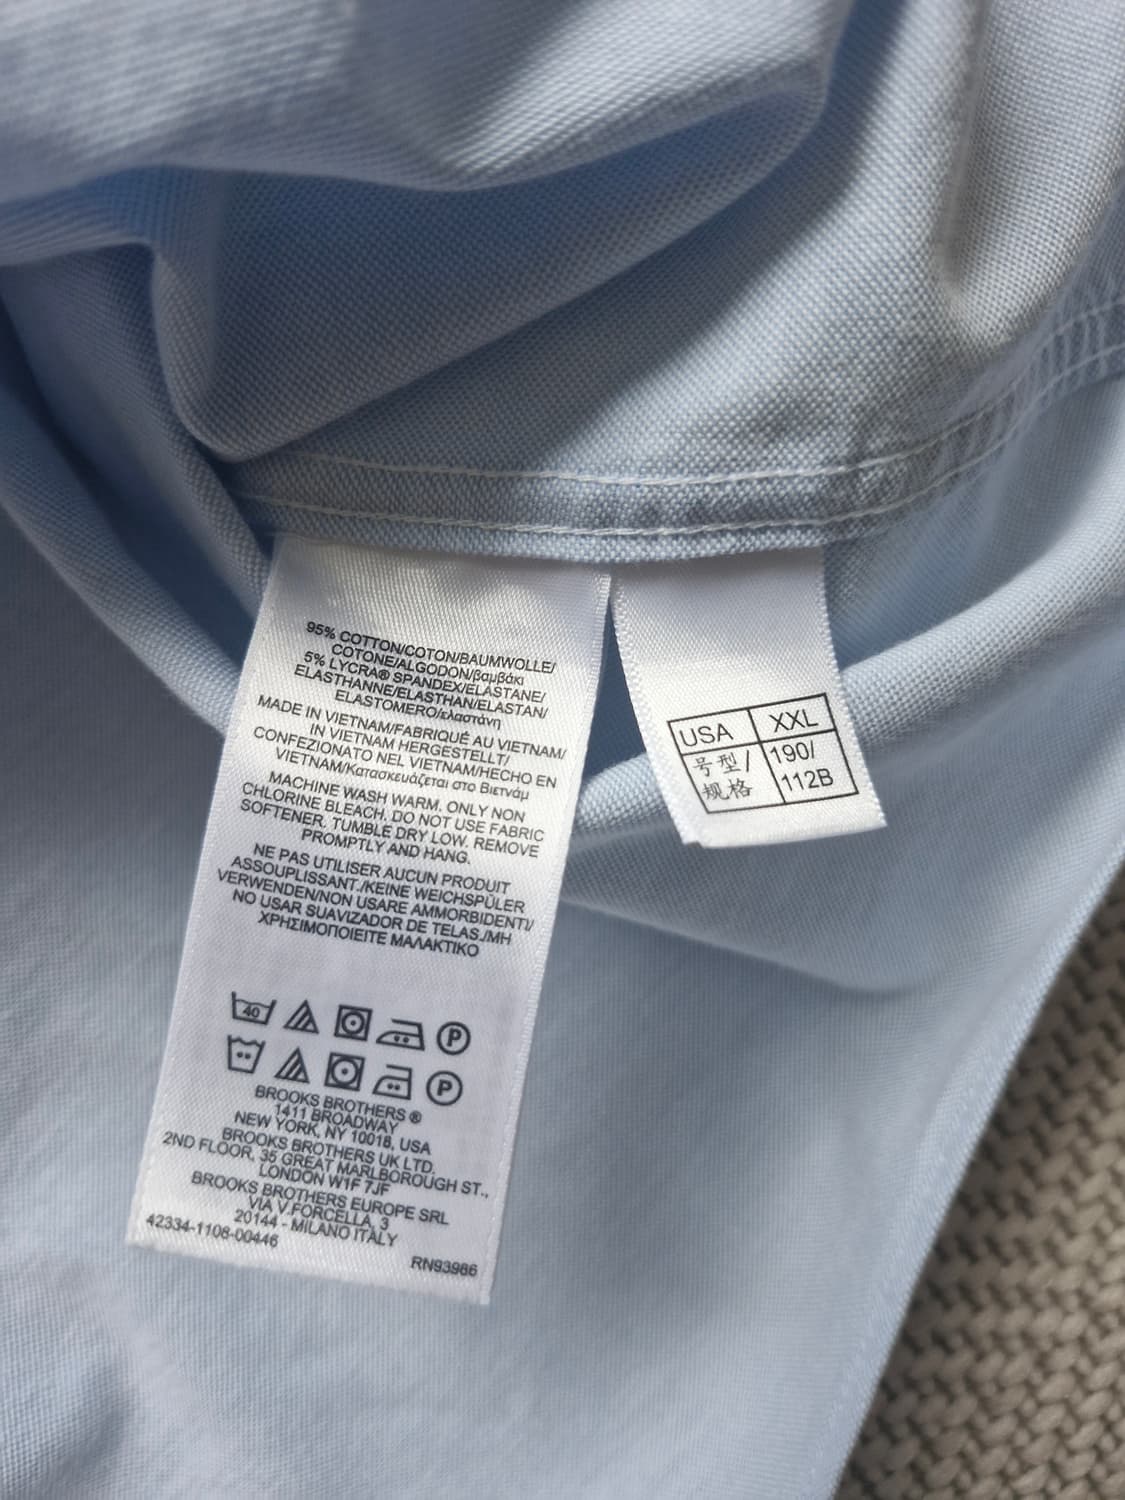 95% COTTON/COTON/BAUMWOLLE/
COTONE/ALGODON/βαμβάκι
5% LYCRA® SPANDEX/ELASTANE/
ELASTHANNE/ELASTHAN/ELASTAN/
ELASTOMERO/ελαστάνη
MADE IN VIETNAM/FABRIQUÉ AU VIETNAM/
IN VIETNAM HERGESTELLT/
CONFEZIONATO NEL VIETNAM/HECHO EN
VIETNAM/Κατασκευάζεται στο Βιετνάμ
MACHINE WASH WARM. ONLY NON
CHLORINE BLEACH. DO NOT USE FABRIC
SOFTENER. TUMBLE DRY LOW. REMOVE
PROMPTLY AND HANG.
NE PAS UTILISER AUCUN PRODUIT
ASSOUPLISSANT./KEINE WEICHSPÜLER
VERWENDEN/NON USARE AMMORBIDENTI/
NO USAR SUAVIZADOR DE TELAS./ΜΗ
ΧΡΗΣΙΜΟΠΟΙΕΙΤΕ ΜΑΛΑΚΤΙΚΟ
40 P
P
BROOKS BROTHERS ®
1411 BROADWAY
NEW YORK, NY 10018, USA
BROOKS BROTHERS UK LTD.
2ND FLOOR, 35 GREAT MARLBOROUGH ST.,
LONDON W1F 7JF
BROOKS BROTHERS EUROPE SRL
VIA V.FORCELLA, 3
20144 - MILANO ITALY
42334-1108-00446
RN93986
USA XXL
号型/ 190/
规格 112B